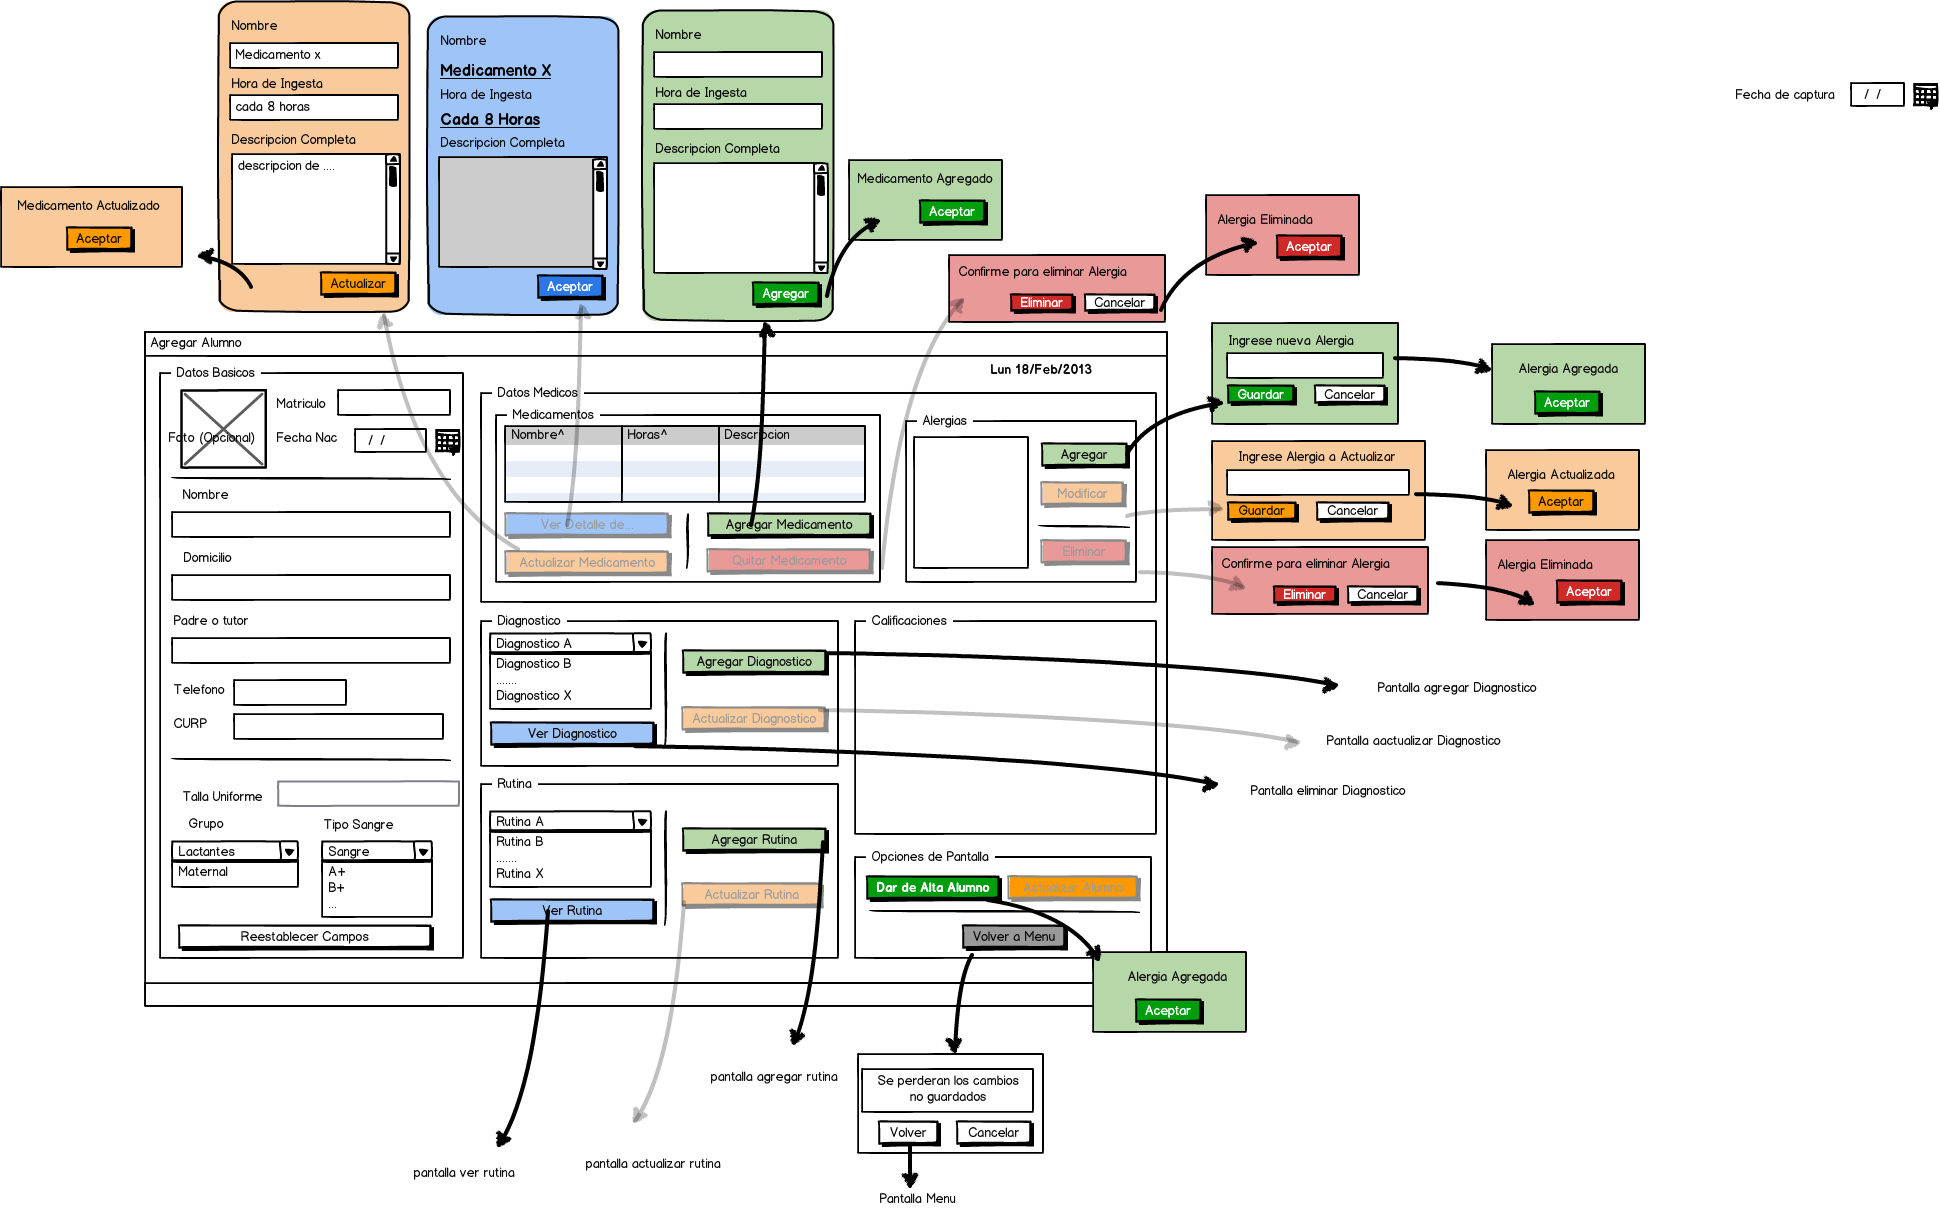 Nombre
Medicamento x
Hora de Ingesta
cada 8 horas
Descripcion Completa
descripcion de ....
Actualizar
Medicamento Actualizado
Aceptar
Nombre
Medicamento X
Hora de Ingesta
Cada 8 Horas
Descripcion Completa
Aceptar
Nombre
Hora de Ingesta
Descripcion Completa
Agregar
Medicamento Agregado
Aceptar
Fecha de captura
/ /
Confirme para eliminar Alergia
Eliminar
Cancelar
Alergia Eliminada
Aceptar
Agregar Alumno
Lun 18/Feb/2013
Datos Basicos
Foto (Opcional)
Matriculo
Fecha Nac
/ /
Nombre
Domicilio
Padre o tutor
Telefono
CURP
Talla Uniforme
Grupo
Lactantes
Maternal
Tipo Sangre
Sangre
A+
B+
...
Reestablecer Campos
Datos Medicos
Medicamentos
Nombre^ Horas^ Descripcion
Ver Detalle de...
Agregar Medicamento
Actualizar Medicamento
Quitar Medicamento
Alergias
Agregar
Modificar
Eliminar
Ingrese nueva Alergia
Guardar
Cancelar
Alergia Agregada
Aceptar
Ingrese Alergia a Actualizar
Guardar
Cancelar
Alergia Actualizada
Aceptar
Confirme para eliminar Alergia
Eliminar
Cancelar
Alergia Eliminada
Aceptar
Diagnostico
Diagnostico A
Diagnostico B
.......
Diagnostico X
Ver Diagnostico
Agregar Diagnostico
Actualizar Diagnostico
Calificaciones
Pantalla agregar Diagnostico
Pantalla aactualizar Diagnostico
Pantalla eliminar Diagnostico
Rutina
Rutina A
Rutina B
.......
Rutina X
Ver Rutina
Agregar Rutina
Actualizar Rutina
Opciones de Pantalla
Dar de Alta Alumno
Actualizar Alumno
Volver a Menu
Alergia Agregada
Aceptar
pantalla agregar rutina
pantalla ver rutina
pantalla actualizar rutina
Se perderan los cambios
no guardados
Volver
Cancelar
Pantalla Menu